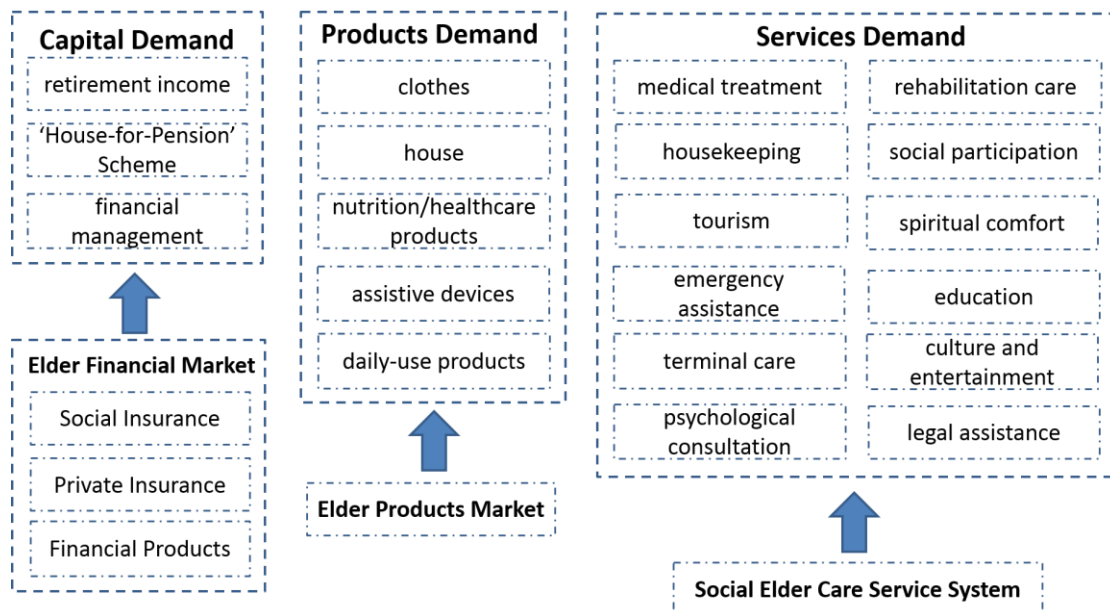 Capital Demand
retirement income
‘House-for-Pension’
Scheme
financial
management
Elder Financial Market
Social Insurance
Private Insurance
Financial Products
Products Demand
clothes
house
nutrition/healthcare
products
assistive devices
daily-use products
Elder Products Market
Services Demand
medical treatment
rehabilitation care
housekeeping
social participation
tourism
spiritual comfort
emergency
assistance
education
terminal care
culture and
entertainment
psychological
consultation
legal assistance
Social Elder Care Service System